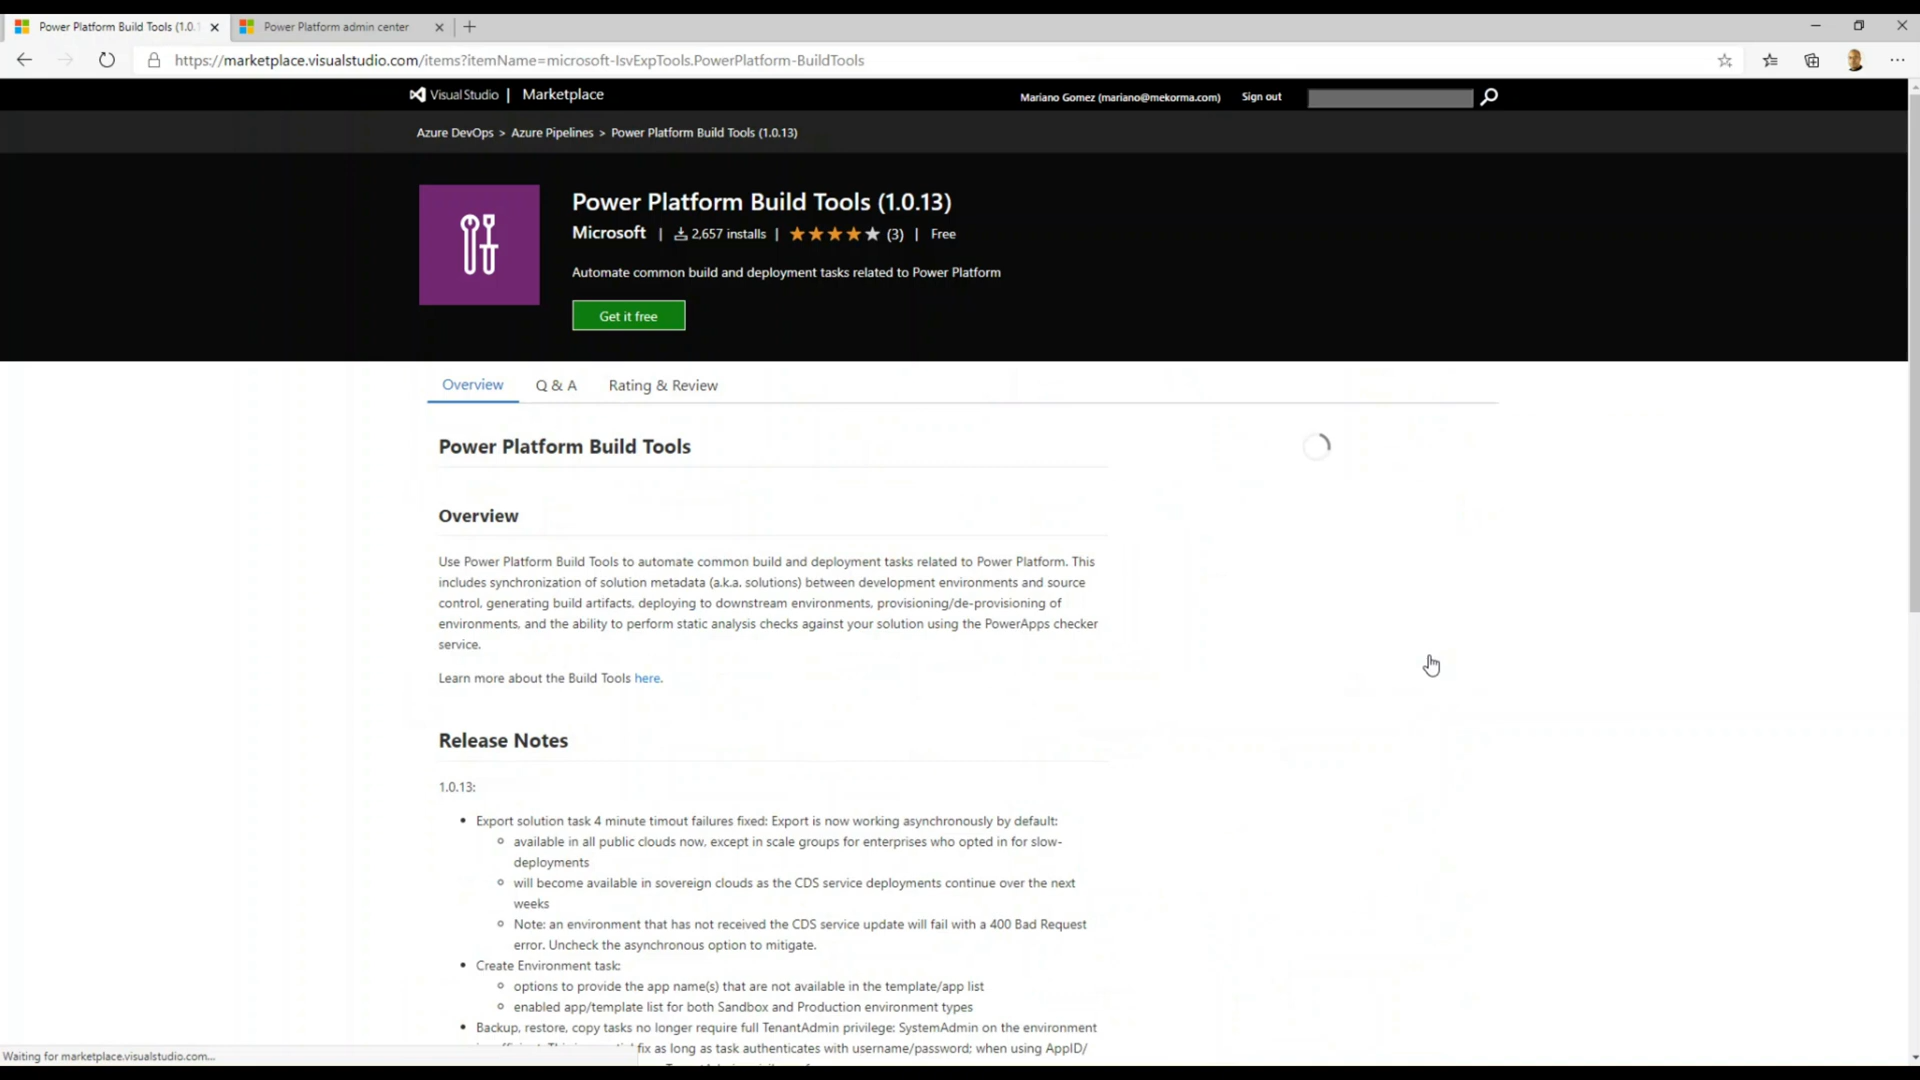 Power Platform Build Tools (1.0.1
Power Platform admin center
https://marketplace.visualstudio.com/items?itemName=microsoft-IsvExpTools.PowerPlatform-BuildTools
Visual Studio | Marketplace
Mariano Gomez (mariano@mekorma.com) Sign out
Azure DevOps > Azure Pipelines > Power Platform Build Tools (1.0.13)
Power Platform Build Tools (1.0.13)
Microsoft | 2,657 installs | (3) | Free
Automate common build and deployment tasks related to Power Platform
Get it free
Overview Q & A Rating & Review
Power Platform Build Tools
Overview
Use Power Platform Build Tools to automate common build and deployment tasks related to Power Platform. This
includes synchronization of solution metadata (a.k.a. solutions) between development environments and source
control, generating build artifacts, deploying to downstream environments, provisioning/de-provisioning of
environments, and the ability to perform static analysis checks against your solution using the PowerApps checker
service.
Learn more about the Build Tools here.
Release Notes
1.0.13:
Export solution task 4 minute timout failures fixed: Export is now working asynchronously by default:
available in all public clouds now, except in scale groups for enterprises who opted in for slow-
deployments
will become available in sovereign clouds as the CDS service deployments continue over the next
weeks
Note: an environment that has not received the CDS service update will fail with a 400 Bad Request
error. Uncheck the asynchronous option to mitigate.
Create Environment task:
options to provide the app name(s) that are not available in the template/app list
enabled app/template list for both Sandbox and Production environment types
Backup, restore, copy tasks no longer require full TenantAdmin privilege: SystemAdmin on the environment
fix as long as task authenticates with username/password; when using AppID/
Waiting for marketplace.visualstudio.com...